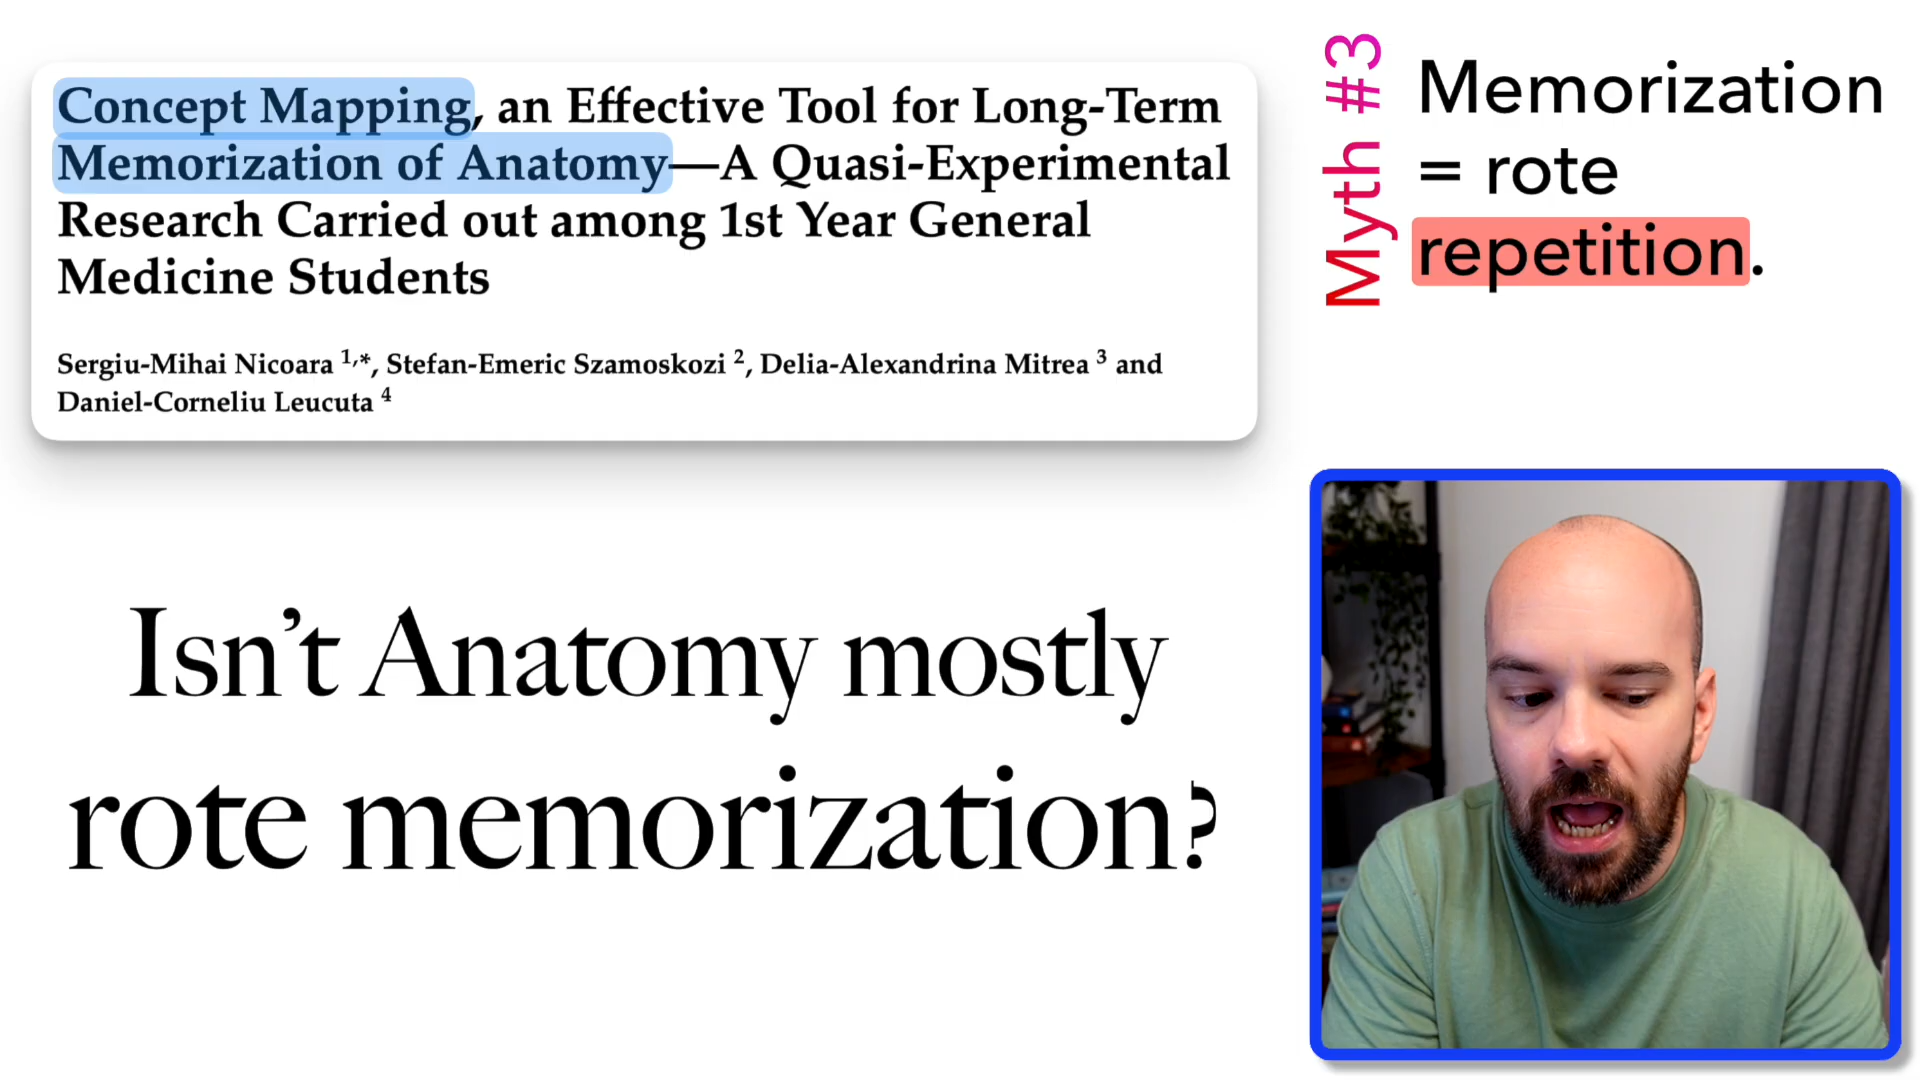 Concept Mapping, an Effective Tool for Long-Term
Memorization of Anatomy—A Quasi-Experimental
Research Carried out among 1st Year General
Medicine Students
Sergiu-Mihai Nicoara 1,*, Stefan-Emeric Szamoskozi 2, Delia-Alexandrina Mitrea 3 and
Daniel-Corneliu Leucuta 4
Myth #3
Memorization
= rote
repetition.
Isn’t Anatomy mostly
rote memorization?